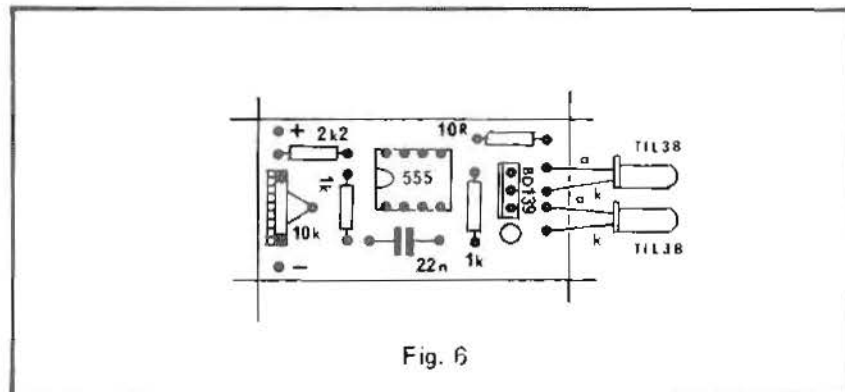 +
2k2
10R
TIL38
a
1k
555
BD139
k
a
10k
k
TIL38
−
22n
1k
Fig. 6